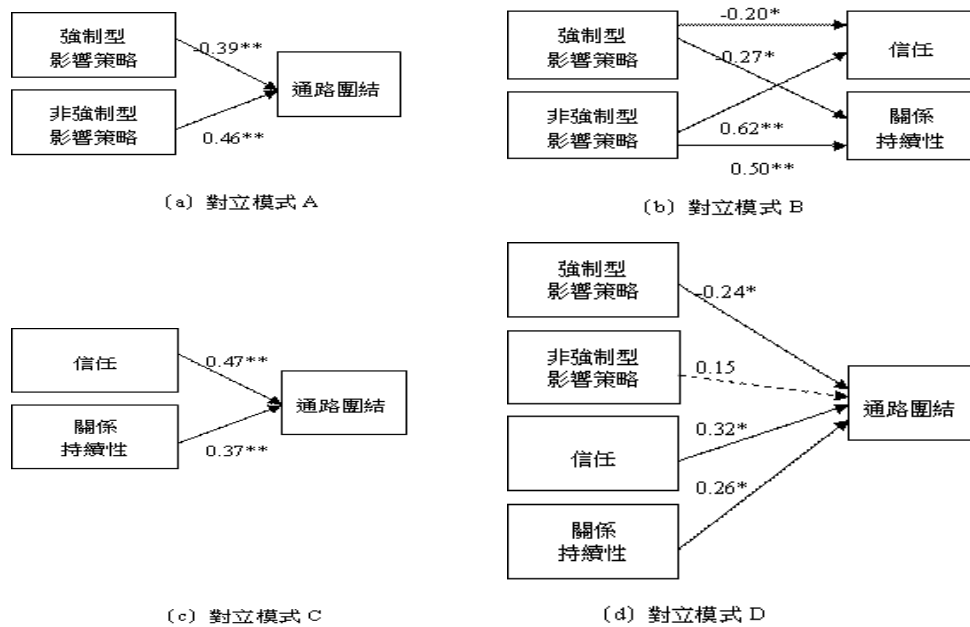 強制型
影響策略
非強制型
影響策略
-0.39**
0.46**
通路團結
(a) 對立模式 A
強制型
影響策略
非強制型
影響策略
-0.20*
-0.27*
0.62**
0.50**
信任
關係
持續性
(b) 對立模式 B
信任
關係
持續性
0.47**
0.37**
通路團結
(c) 對立模式 C
強制型
影響策略
非強制型
影響策略
信任
關係
持續性
-0.24*
0.15
0.32*
0.26*
通路團結
(d) 對立模式 D